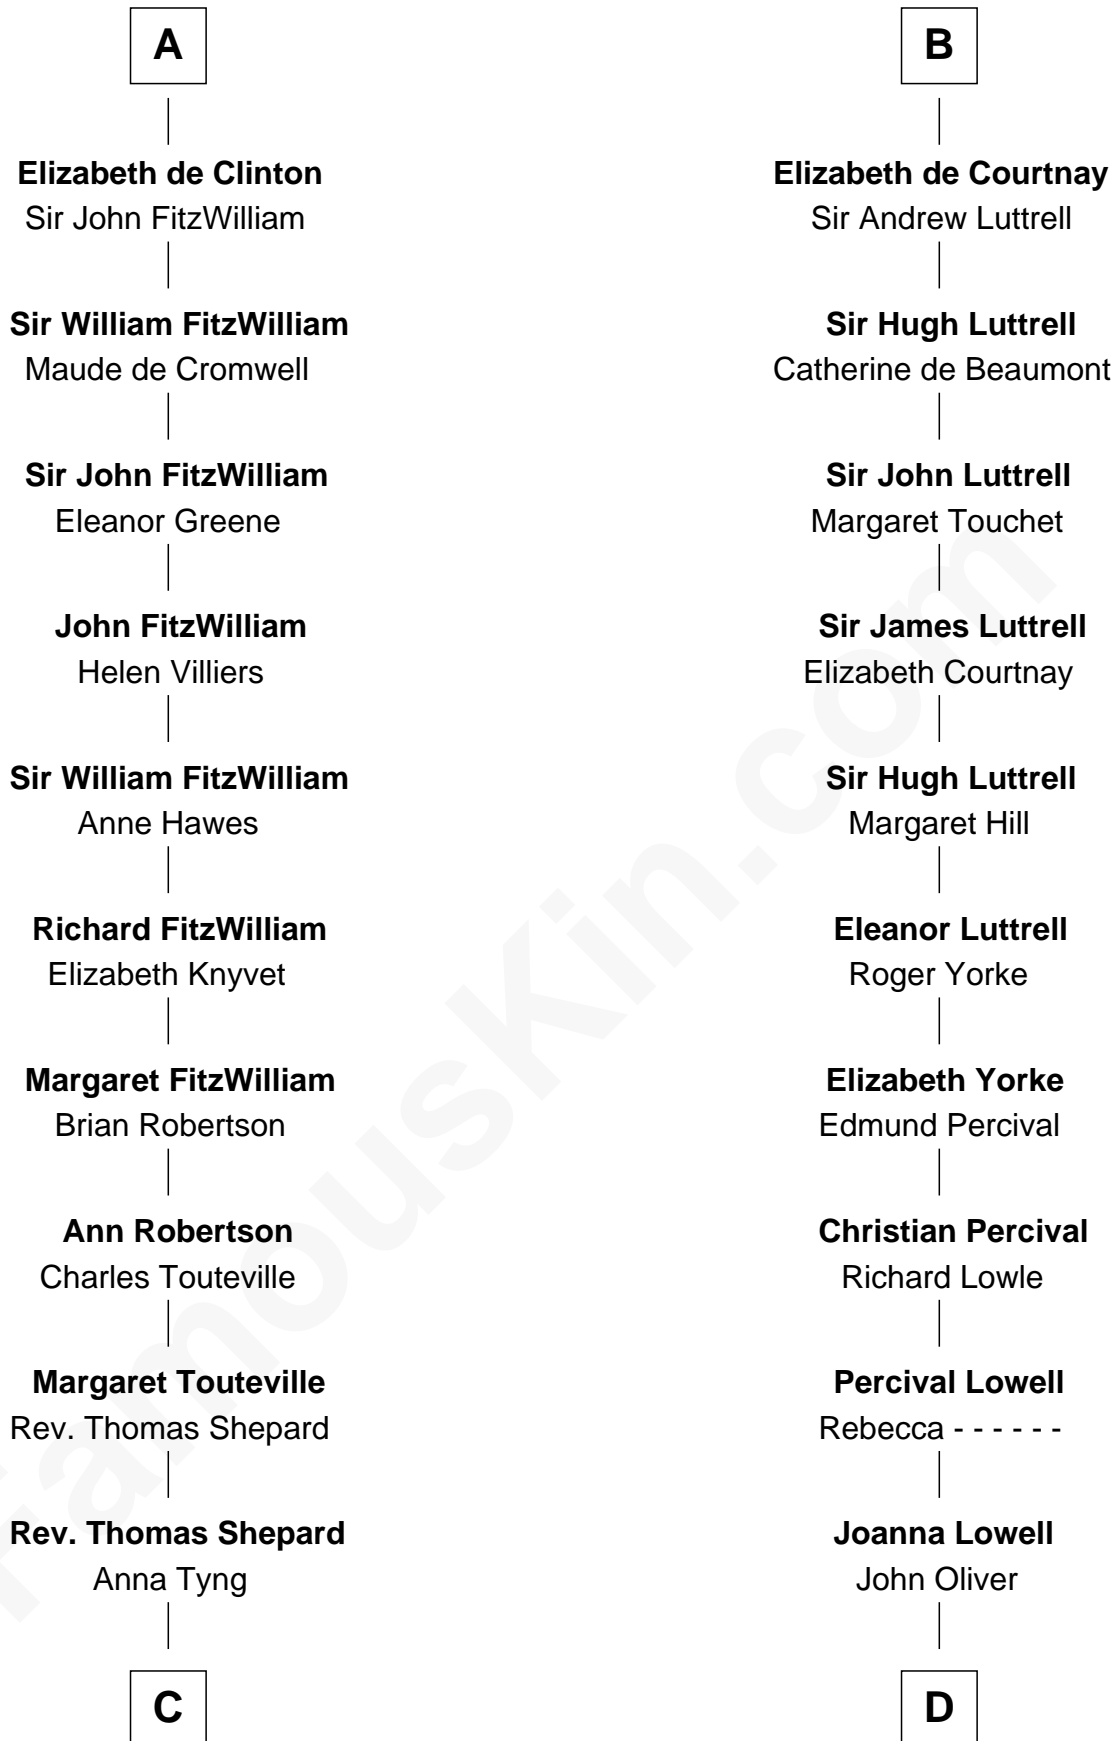 A
Elizabeth de Clinton
Sir John FitzWilliam
Sir William FitzWilliam
Maude de Cromwell
Sir John FitzWilliam
Eleanor Greene
John FitzWilliam
Helen Villiers
Sir William FitzWilliam
Anne Hawes
Richard FitzWilliam
Elizabeth Knyvet
Margaret FitzWilliam
Brian Robertson
Ann Robertson
Charles Touteville
Margaret Touteville
Rev. Thomas Shepard
Rev. Thomas Shepard
Anna Tyng
C
B
Elizabeth de Courtnay
Sir Andrew Luttrell
Sir Hugh Luttrell
Catherine de Beaumont
Sir John Luttrell
Margaret Touchet
Sir James Luttrell
Elizabeth Courtnay
Sir Hugh Luttrell
Margaret Hill
Eleanor Luttrell
Roger Yorke
Elizabeth Yorke
Edmund Percival
Christian Percival
Richard Lowle
Percival Lowell
Rebecca - - - - - -
Joanna Lowell
John Oliver
D
FamousKin.com